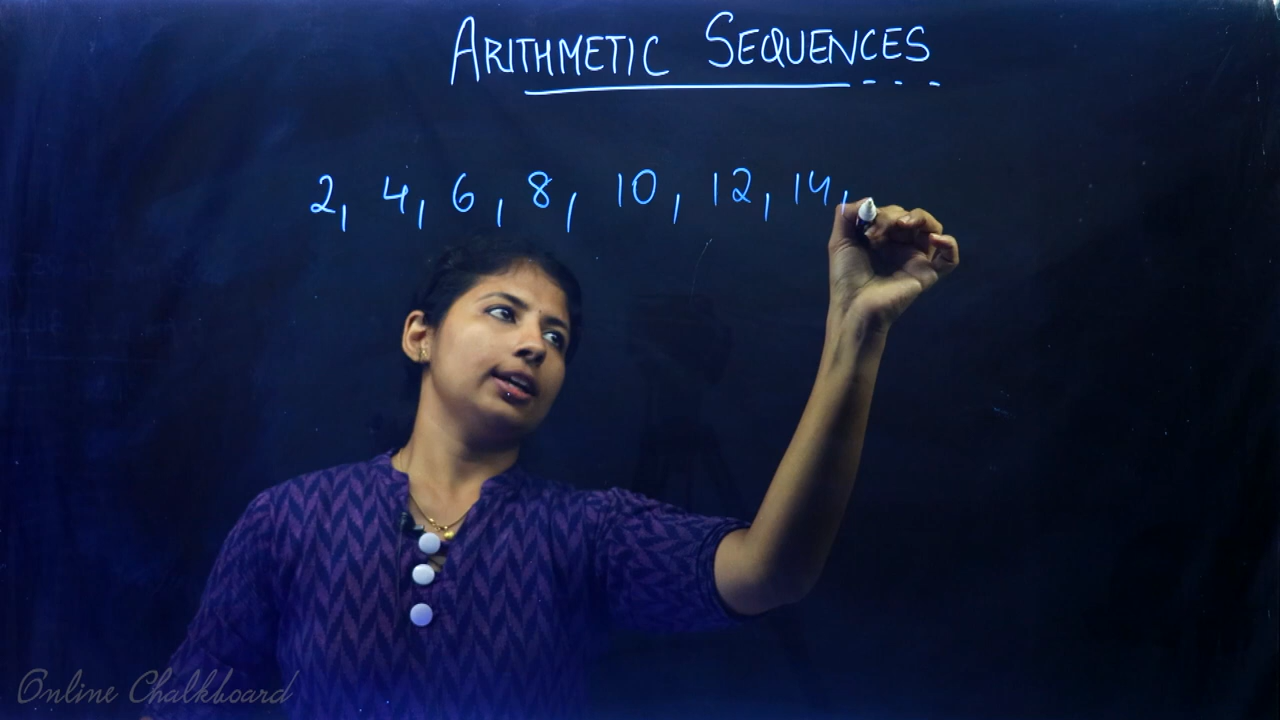 ARITHMETIC SEQUENCES
2, 4, 6, 8, 10, 12, 14,
Online Chalkboard